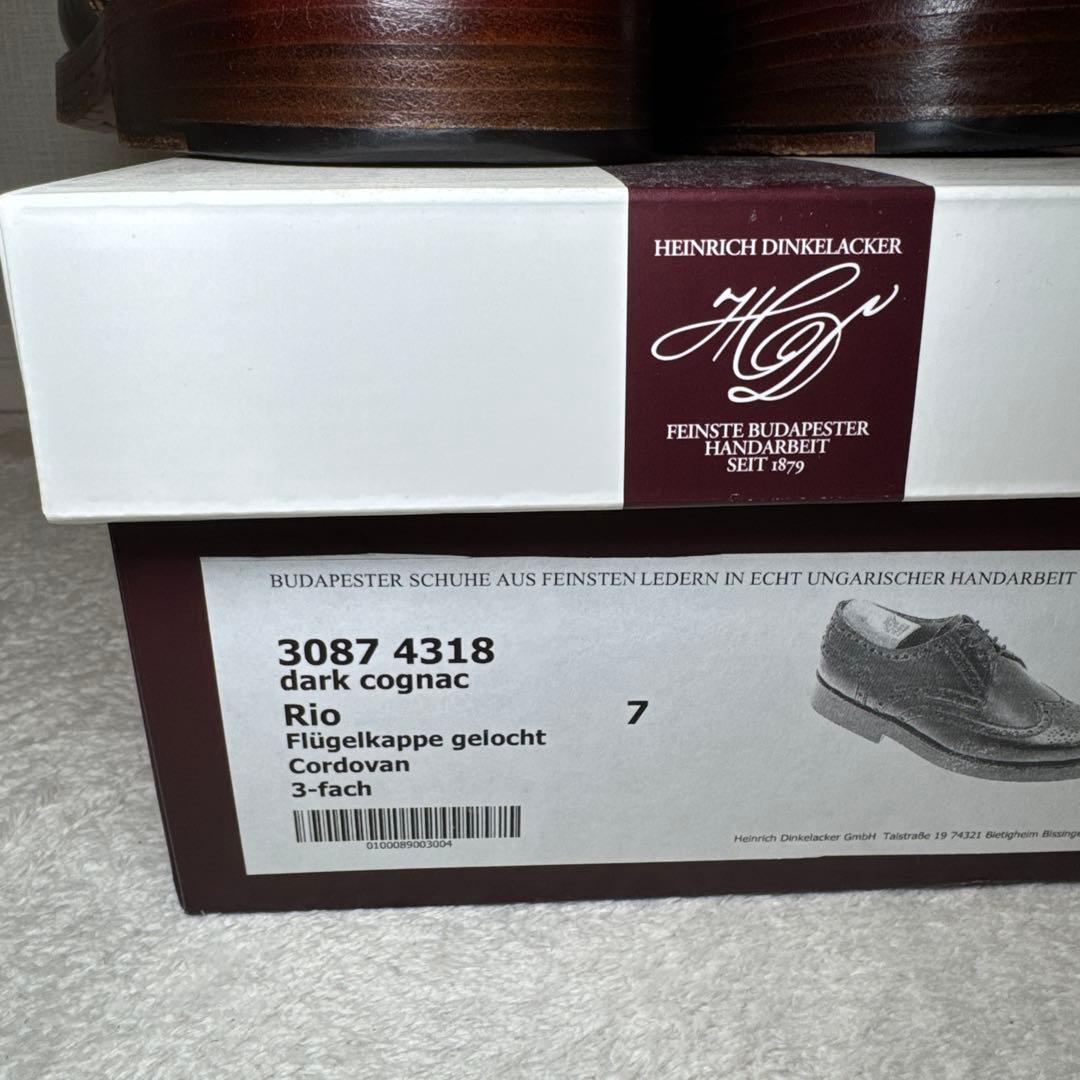 HEINRICH DINKELACKER
HD
FEINSTE BUDAPESTER
HANDARBEIT
SEIT 1879
BUDAPESTER SCHUHE AUS FEINSTEN LEDERN IN ECHT UNGARISCHER HANDARBEIT
3087 4318
dark cognac
Rio
7
Flügelkappe gelocht
Cordovan
3-fach
0100089003004
Heinrich Dinkelacker GmbH Talstraße 19 74321 Bietigheim